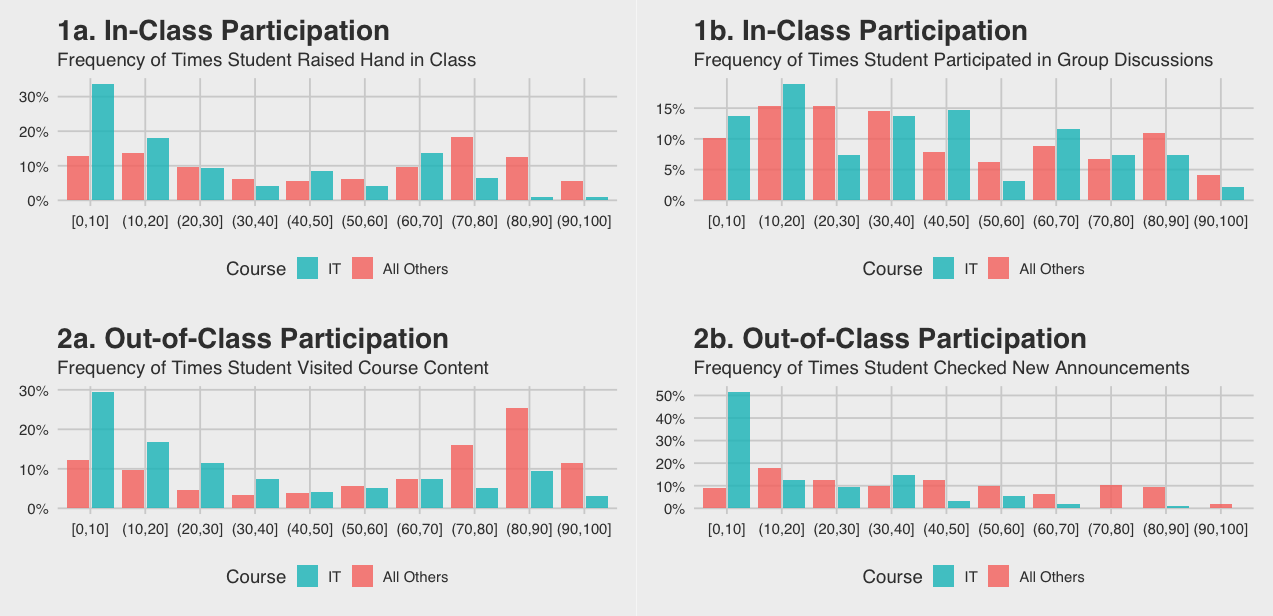 1a. In-Class Participation
Frequency of Times Student Raised Hand in Class
30%
20%
10%
0%
[0,10] (10,20] (20,30] (30,40] (40,50] (50,60] (60,70] (70,80] (80,90] (90,100]
Course IT All Others
1b. In-Class Participation
Frequency of Times Student Participated in Group Discussions
15%
10%
5%
0%
[0,10] (10,20] (20,30] (30,40] (40,50] (50,60] (60,70] (70,80] (80,90] (90,100]
Course IT All Others
2a. Out-of-Class Participation
Frequency of Times Student Visited Course Content
30%
20%
10%
0%
[0,10] (10,20] (20,30] (30,40] (40,50] (50,60] (60,70] (70,80] (80,90] (90,100]
Course IT All Others
2b. Out-of-Class Participation
Frequency of Times Student Checked New Announcements
50%
40%
30%
20%
10%
0%
[0,10] (10,20] (20,30] (30,40] (40,50] (50,60] (60,70] (70,80] (80,90] (90,100]
Course IT All Others